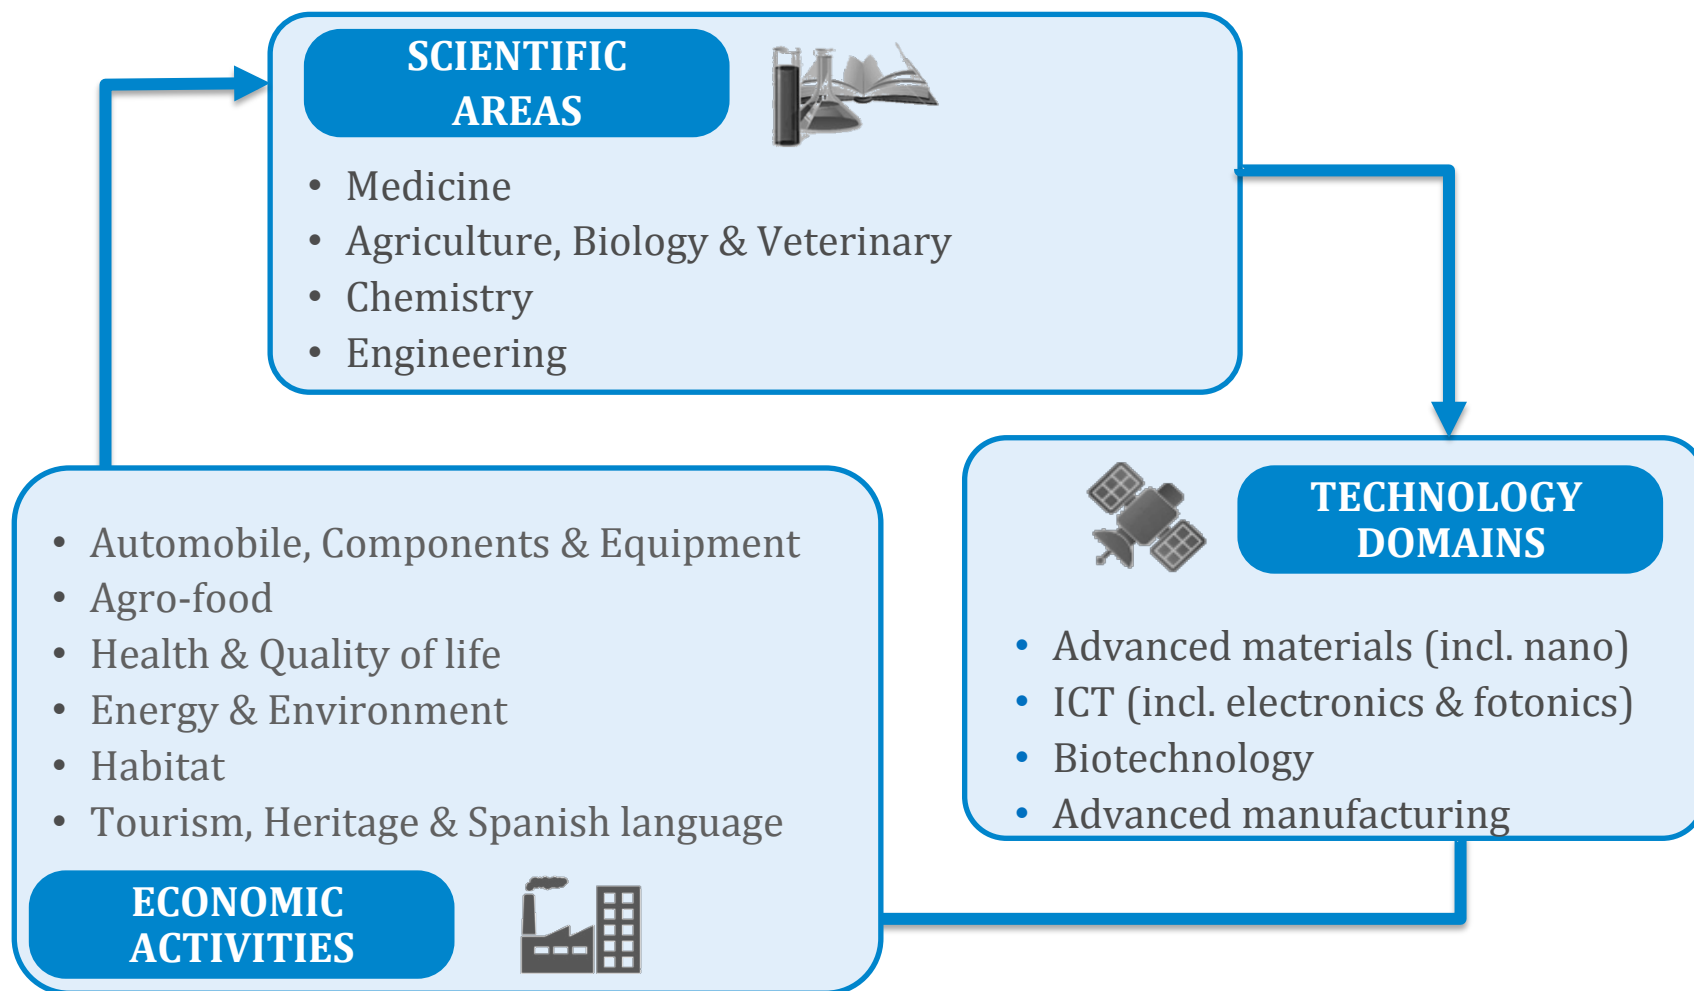 SCIENTIFIC
AREAS
• Medicine
• Agriculture, Biology & Veterinary
• Chemistry
• Engineering
TECHNOLOGY
DOMAINS
• Advanced materials (incl. nano)
• ICT (incl. electronics & fotonics)
• Biotechnology
• Advanced manufacturing
• Automobile, Components & Equipment
• Agro-food
• Health & Quality of life
• Energy & Environment
• Habitat
• Tourism, Heritage & Spanish language
ECONOMIC
ACTIVITIES